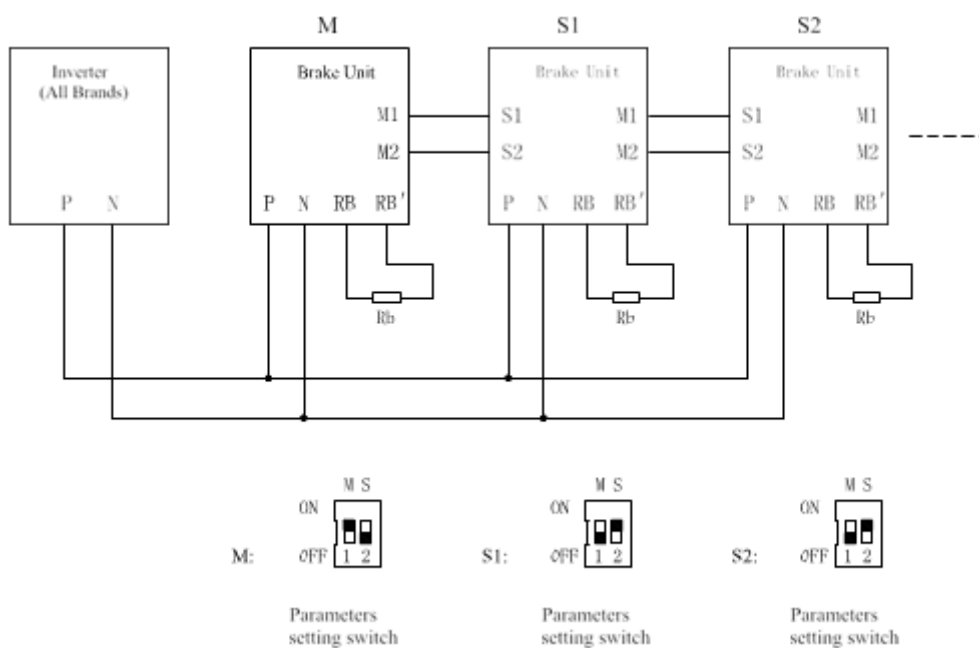 M S1 S2
Inverter
(All Brands)
Brake Unit
Brake Unit
Brake Unit
M1
S1
M1
S1
M1
M2
S2
M2
S2
M2
P N
P N RB RB'
P N RB RB'
P N RB RB'
Rb
Rb
Rb
M S
M S
M S
ON
ON
ON
M: OFF 1 2
S1: OFF 1 2
S2: OFF 1 2
Parameters
setting switch
Parameters
setting switch
Parameters
setting switch